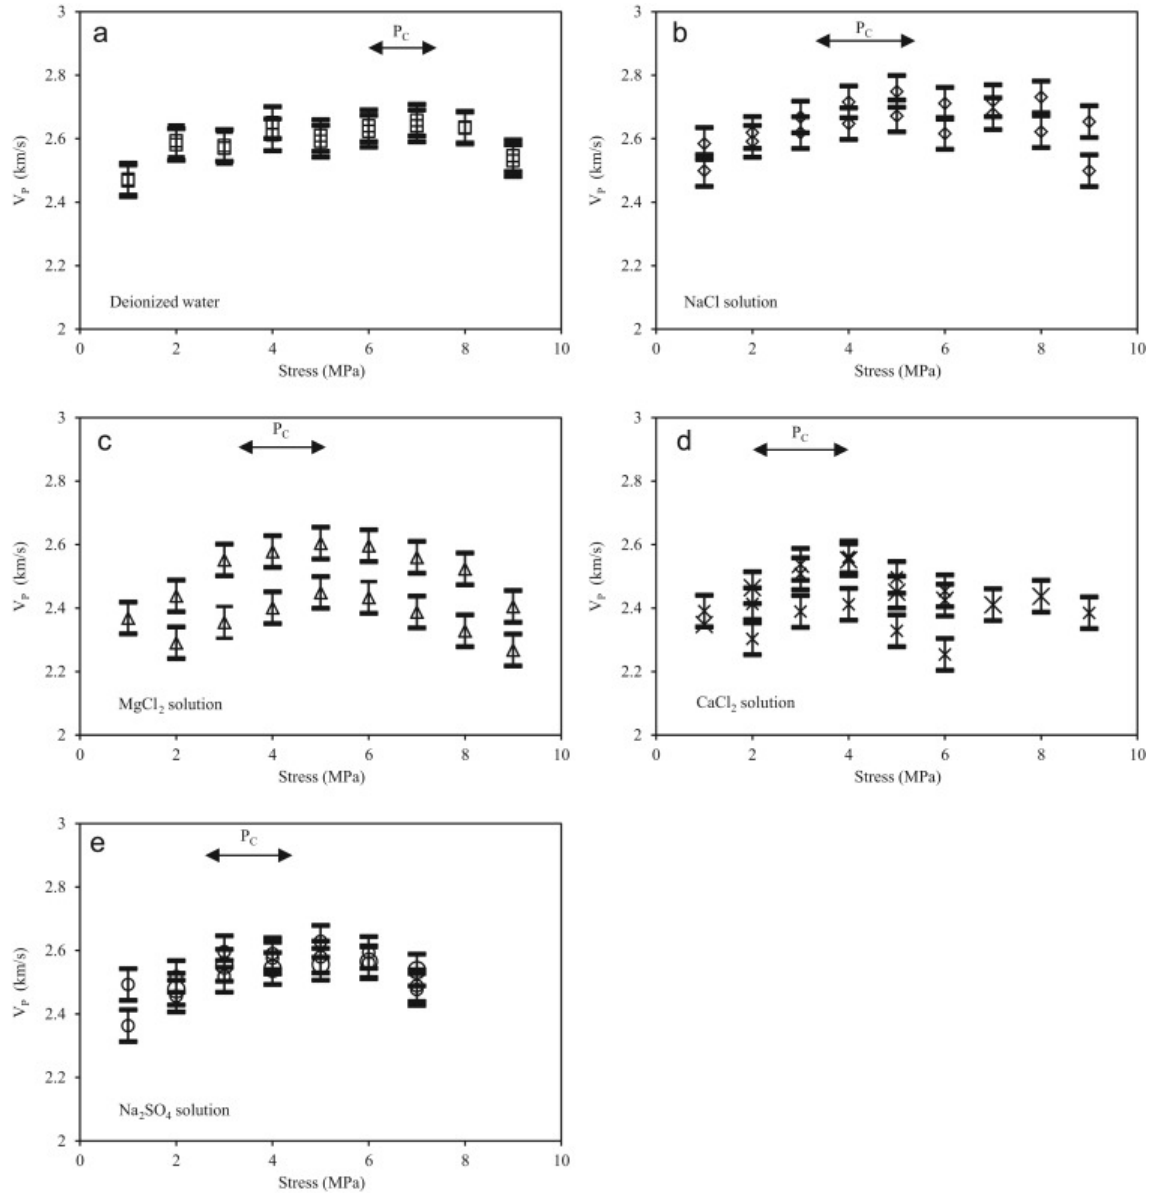 a
P_C
3
2.8
2.6
2.4
2.2
2
V_P (km/s)
Deionized water
0 2 4 6 8 10
Stress (MPa)
b
P_C
3
2.8
2.6
2.4
2.2
2
V_P (km/s)
NaCl solution
0 2 4 6 8 10
Stress (MPa)
c
P_C
3
2.8
2.6
2.4
2.2
2
V_P (km/s)
MgCl₂ solution
0 2 4 6 8 10
Stress (MPa)
d
P_C
3
2.8
2.6
2.4
2.2
2
V_P (km/s)
CaCl₂ solution
0 2 4 6 8 10
Stress (MPa)
e
P_C
3
2.8
2.6
2.4
2.2
2
V_P (km/s)
Na₂SO₄ solution
0 2 4 6 8 10
Stress (MPa)